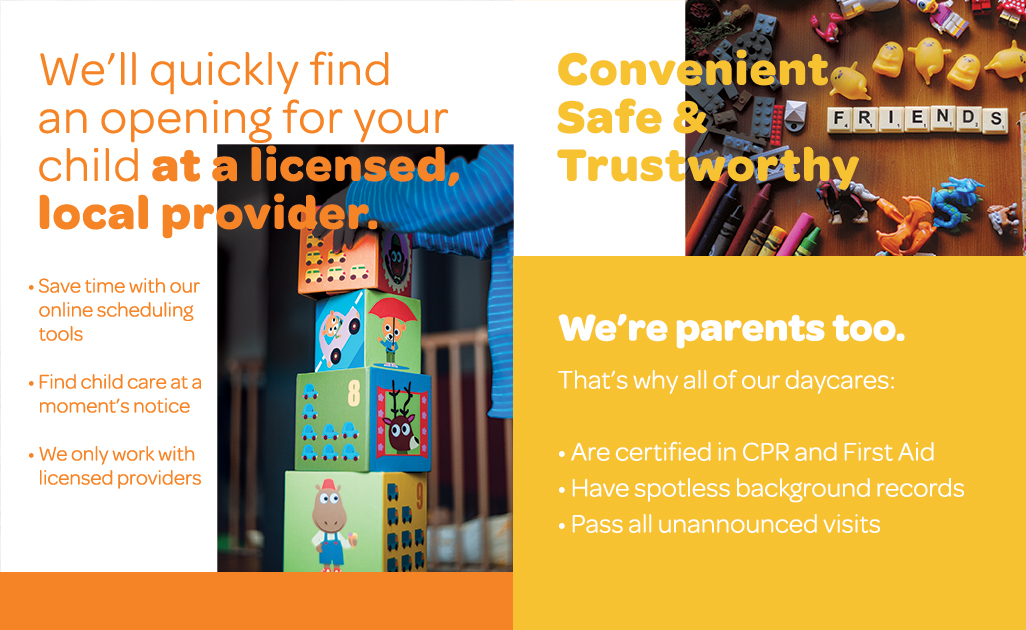 We'll quickly find
an opening for your
child at a licensed,
local provider.
• Save time with our
online scheduling
tools
• Find child care at a
moment's notice
• We only work with
licensed providers
8
9
Convenient
Safe &
Trustworthy
FRIENDS
We're parents too.
That's why all of our daycares:
• Are certified in CPR and First Aid
• Have spotless background records
• Pass all unannounced visits